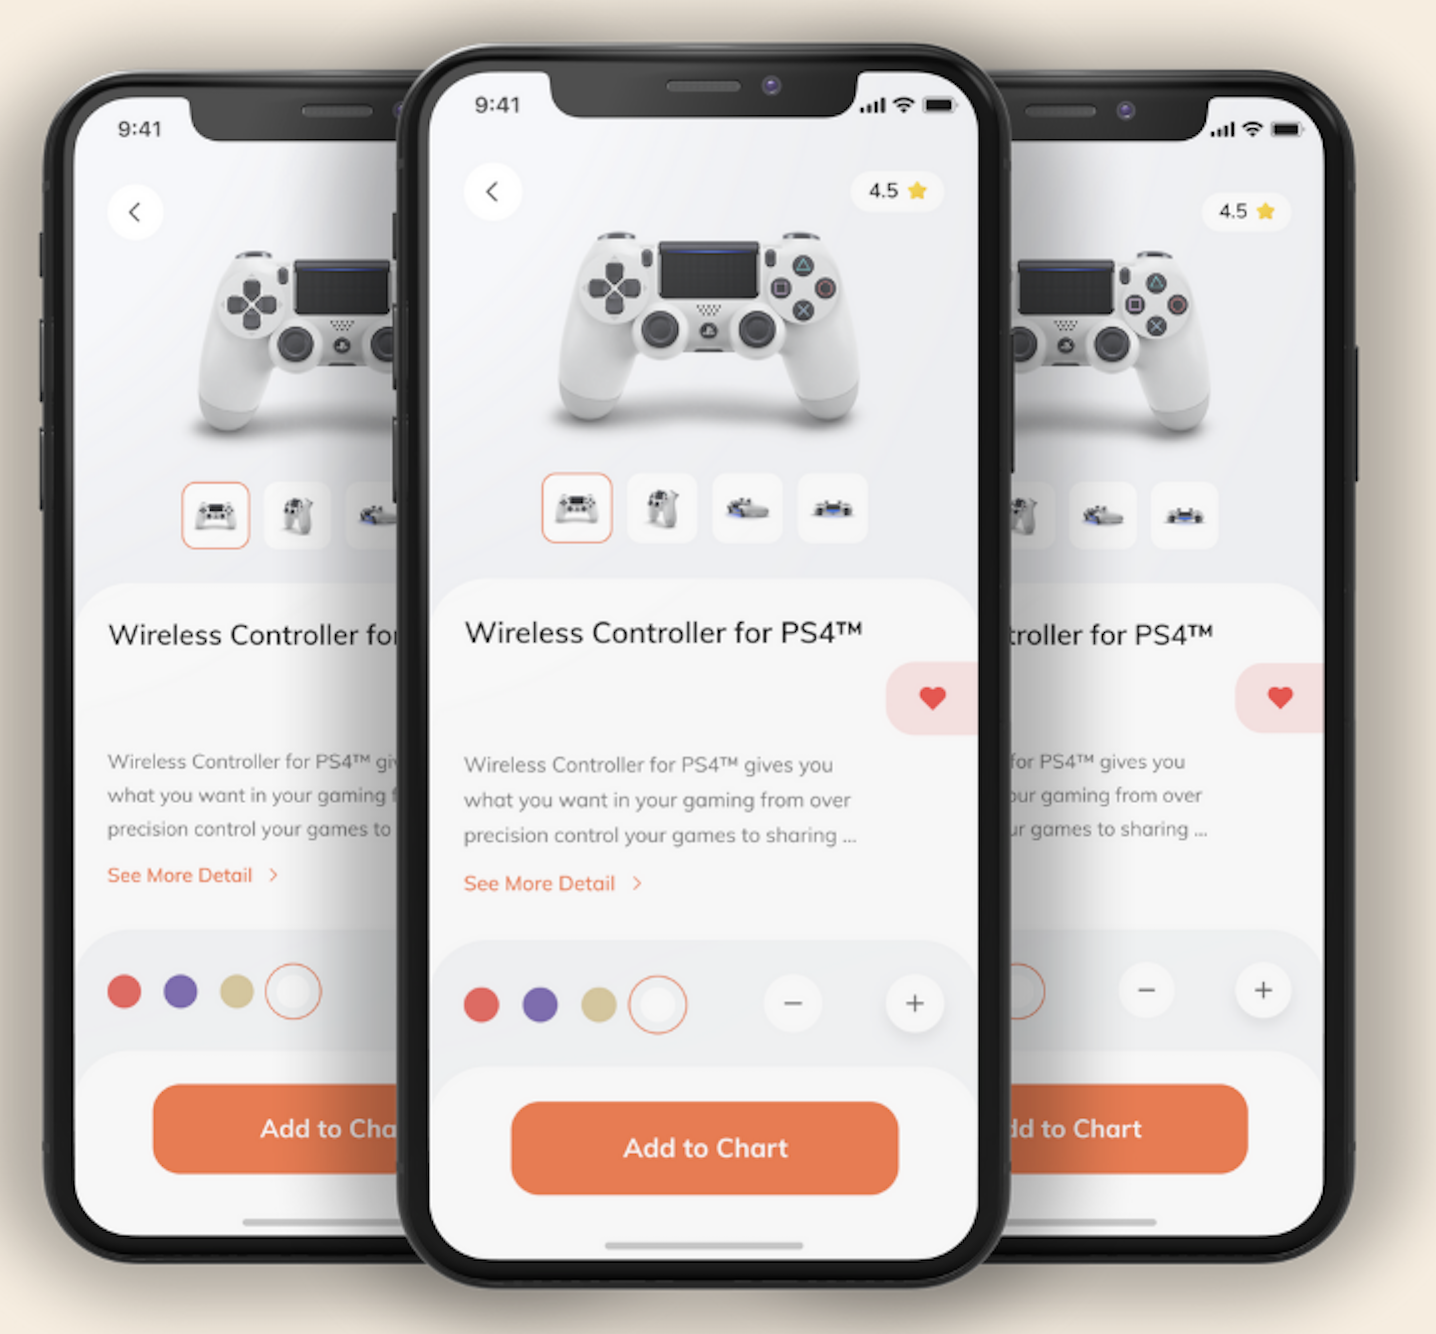 9:41
4.5
Wireless Controller for
Wireless Controller for PS4™ giv
what you want in your gaming f
precision control your games to
See More Detail >
Add to Cha
9:41
4.5
Wireless Controller for PS4™
Wireless Controller for PS4™ gives you
what you want in your gaming from over
precision control your games to sharing ...
See More Detail >
− +
Add to Chart
troller for PS4™
for PS4™ gives you
our gaming from over
ur games to sharing ...
− +
dd to Chart